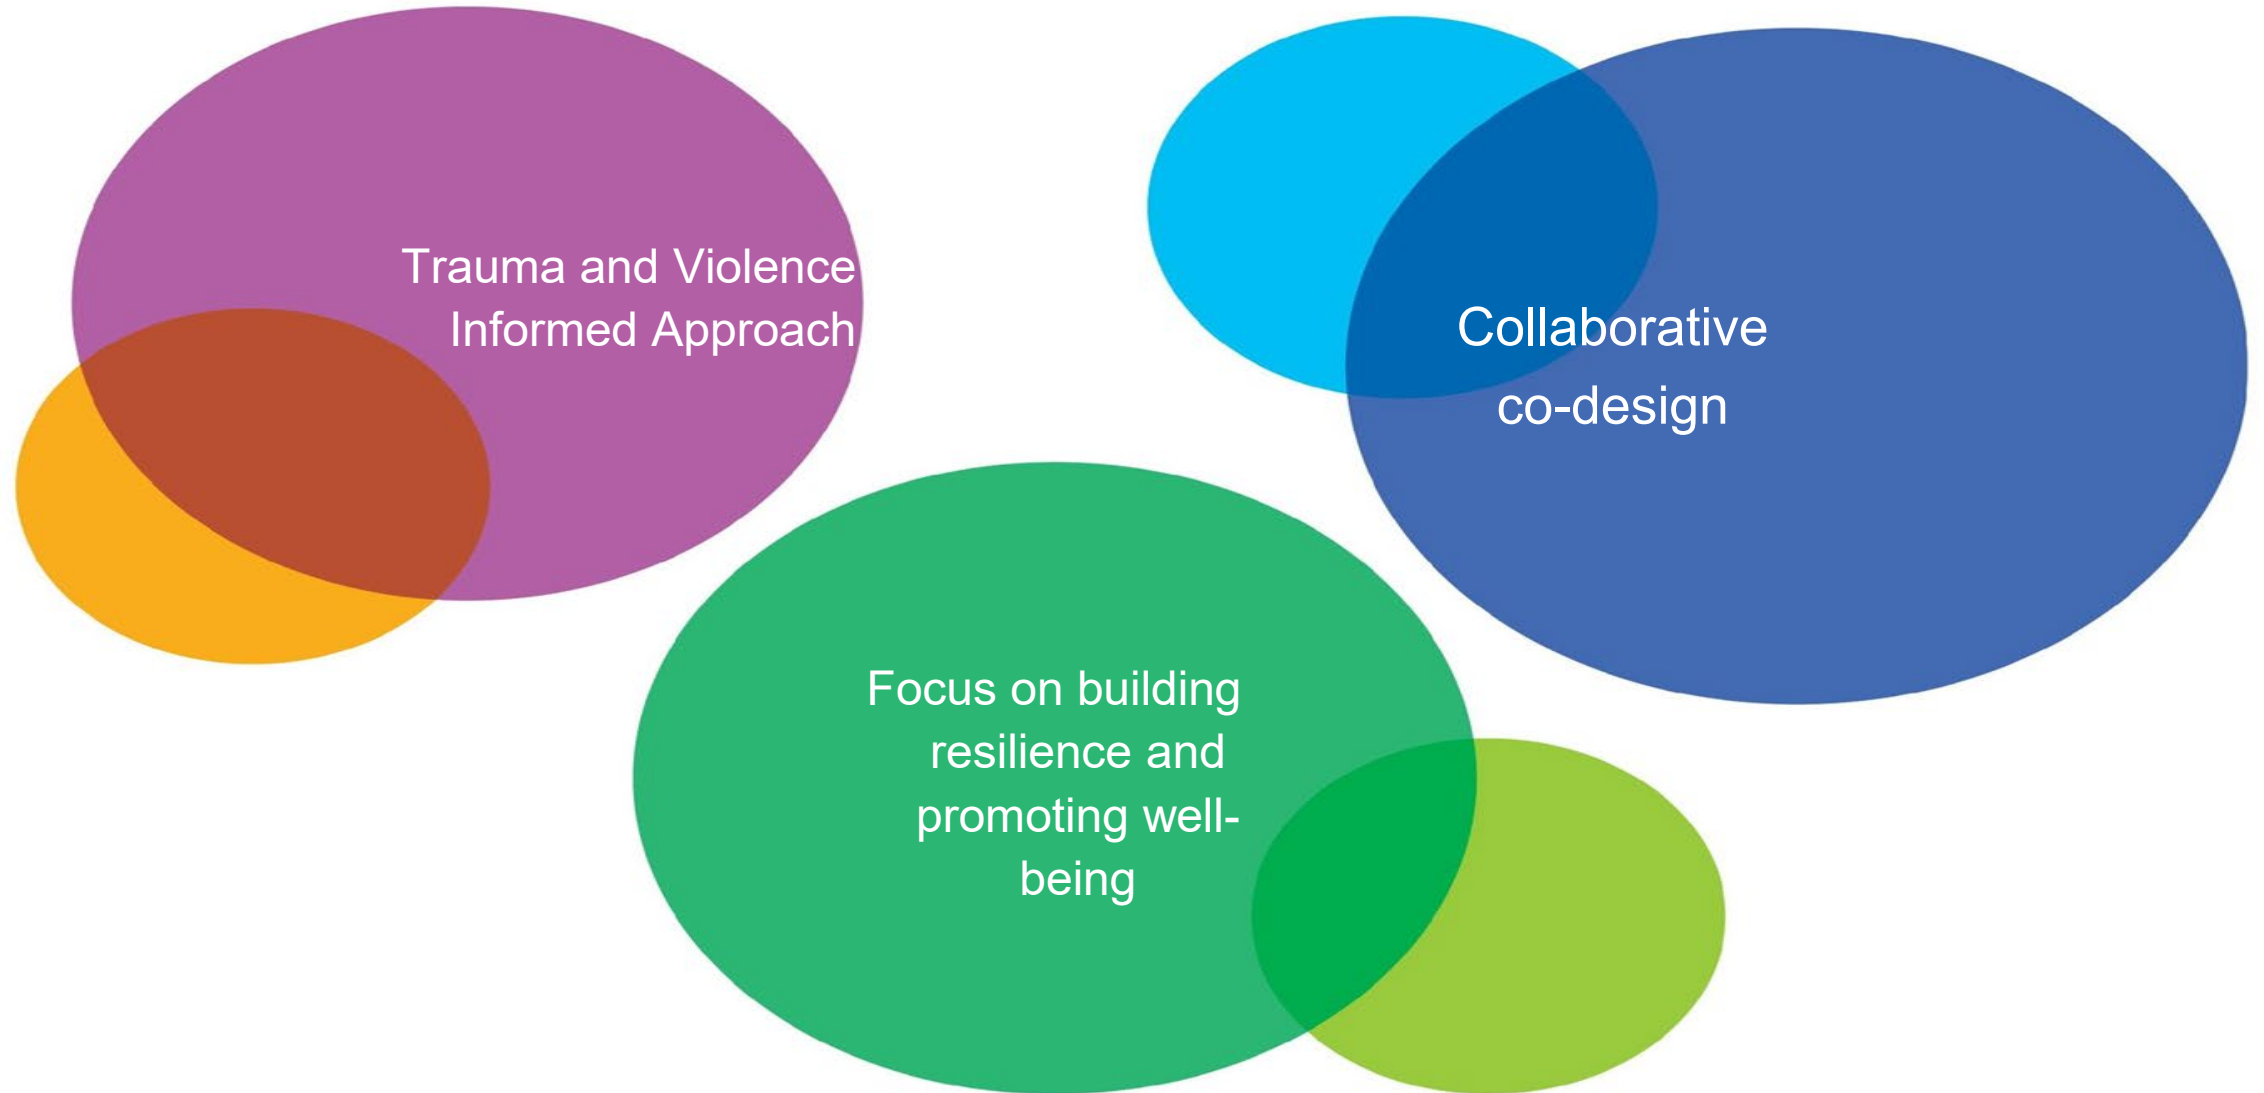 Trauma and Violence
Informed Approach
Collaborative
co-design
Focus on building
resilience and
promoting well-
being